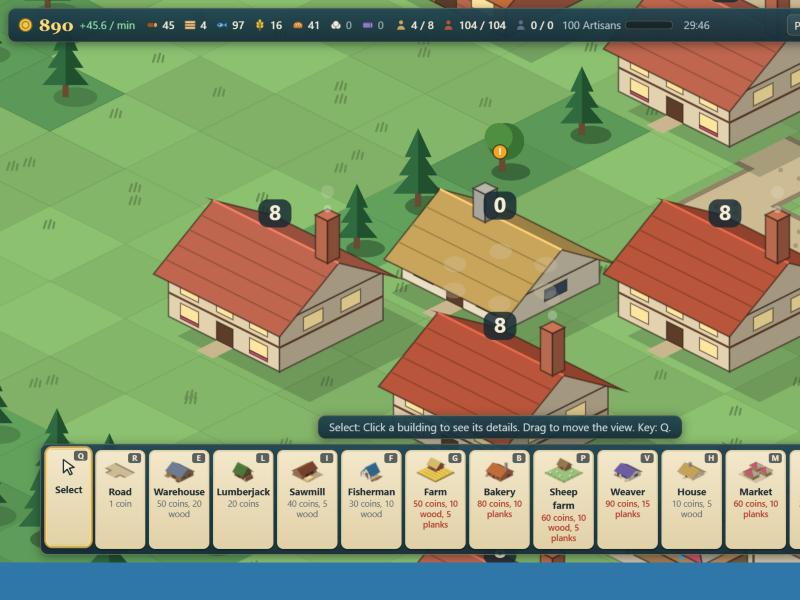 890 +45.6 / min 45 4 97 16 41 0 0 4 / 8 104 / 104 0 / 0 100 Artisans 29:46 P
!
8
0
8
8
Select: Click a building to see its details. Drag to move the view. Key: Q.
Q
Select
R
Road
1 coin
E
Warehouse
50 coins, 20
wood
L
Lumberjack
20 coins
I
Sawmill
40 coins, 5
wood
F
Fisherman
30 coins, 10
wood
G
Farm
50 coins, 10
wood, 5
planks
B
Bakery
80 coins, 10
planks
P
Sheep
farm
60 coins, 10
wood, 5
planks
V
Weaver
90 coins, 15
planks
H
House
10 coins, 5
wood
M
Market
60 coins, 10
planks